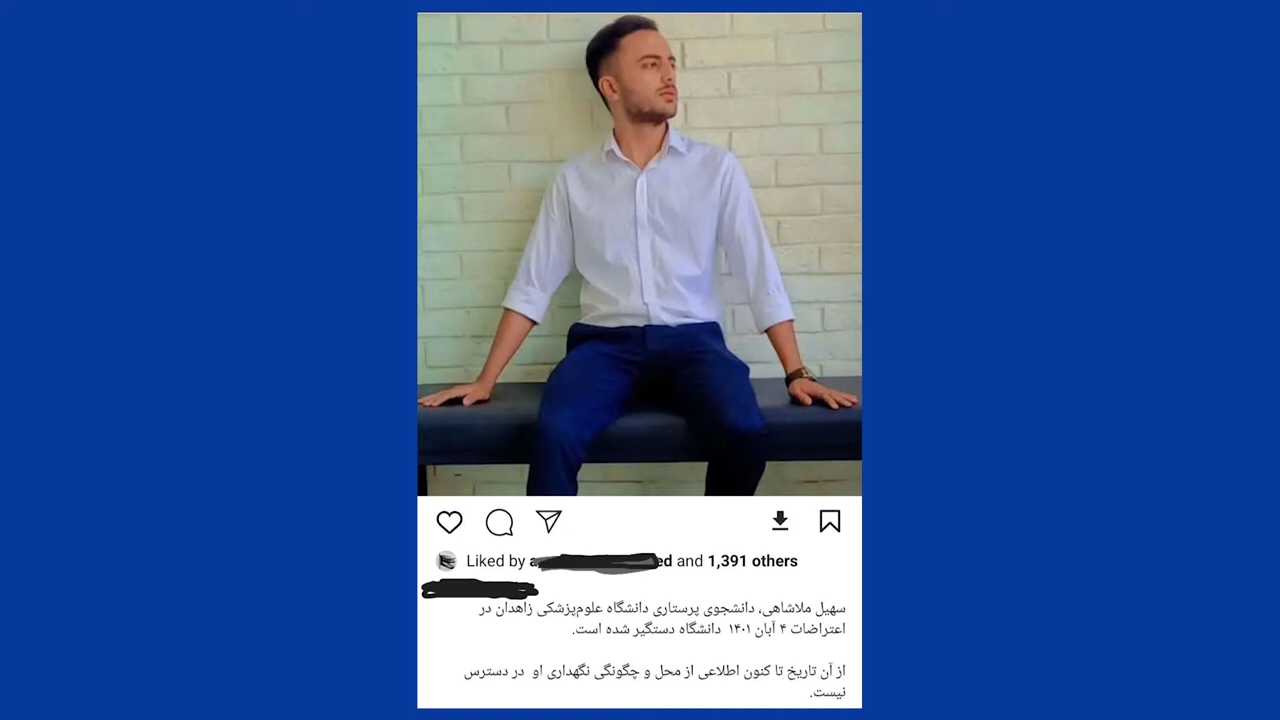 Liked by a ed and 1,391 others
سهیل ملاشاهی، دانشجوی پرستاری دانشگاه علوم‌پزشکی زاهدان در
اعتراضات ۴ آبان ۱۴۰۱ دانشگاه دستگیر شده است.
از آن تاریخ تا کنون اطلاعی از محل و چگونگی نگهداری او در دسترس
نیست.